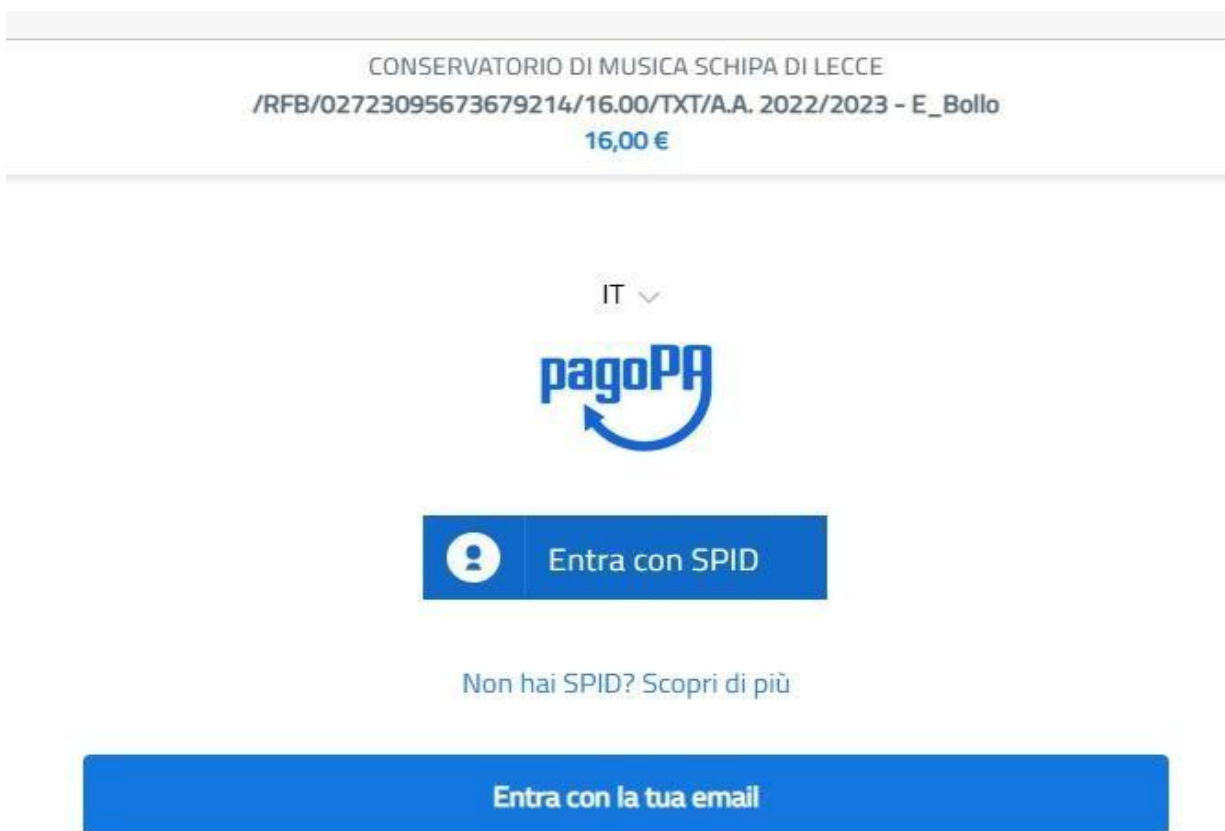 CONSERVATORIO DI MUSICA SCHIPA DI LECCE
/RFB/02723095673679214/16.00/TXT/A.A. 2022/2023 - E_Bollo
16,00 €
IT
pagoPA
Entra con SPID
Non hai SPID? Scopri di più
Entra con la tua email